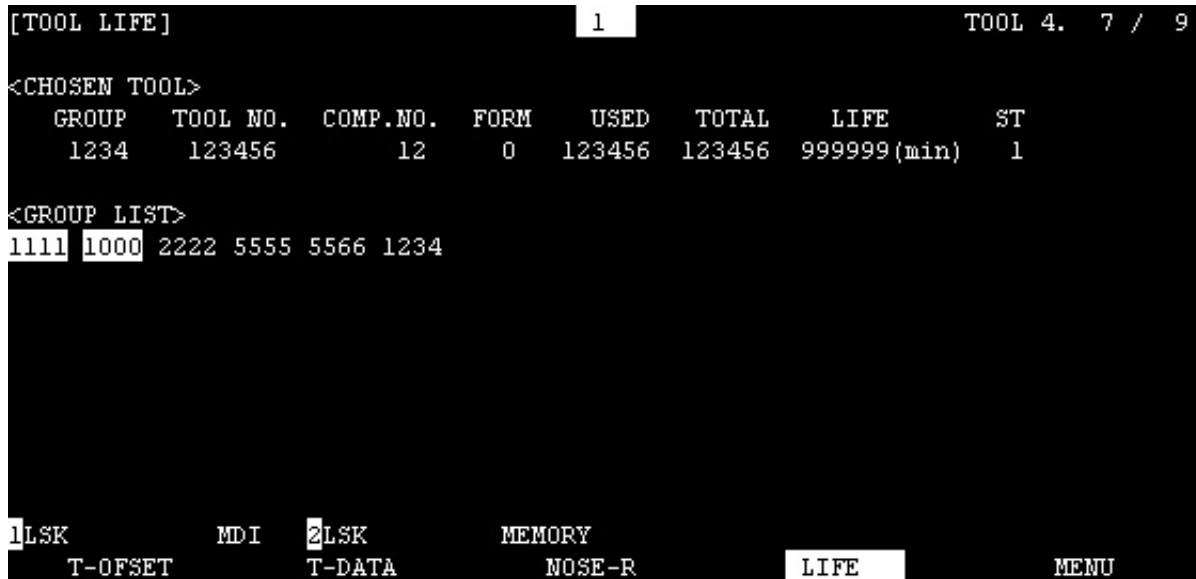 [TOOL LIFE] 1 TOOL 4. 7 / 9
<CHOSEN TOOL>
GROUP TOOL NO. COMP.NO. FORM USED TOTAL LIFE ST
1234 123456 12 0 123456 123456 999999(min) 1
<GROUP LIST>
1111 1000 2222 5555 5566 1234
1LSK MDI 2LSK MEMORY
T-OFSET T-DATA NOSE-R LIFE MENU